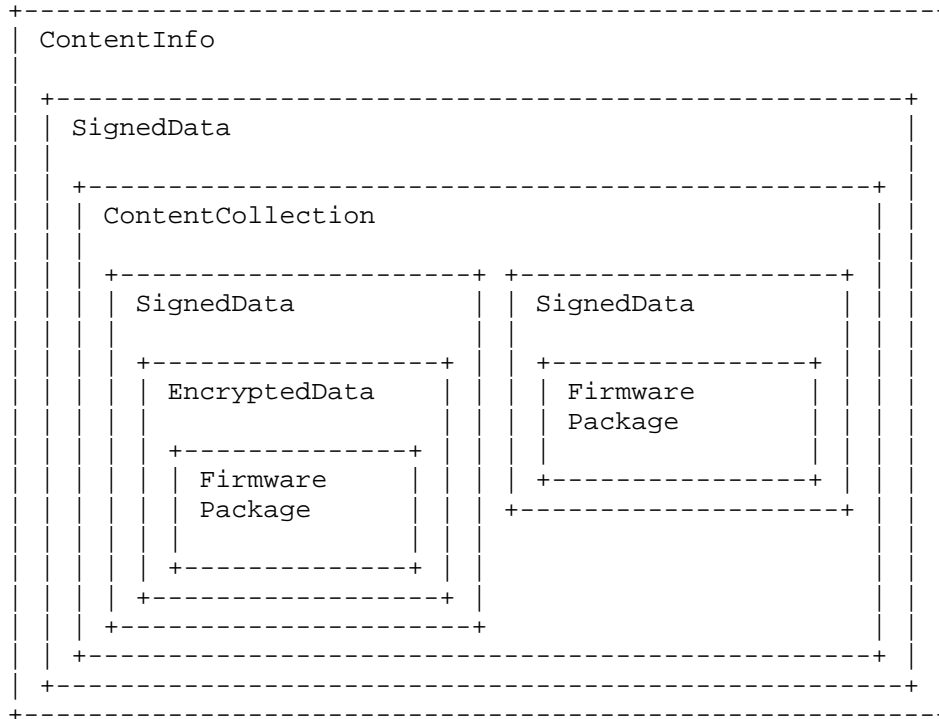 ContentInfo
SignedData
ContentCollection
SignedData SignedData
EncryptedData Firmware
Package
Firmware
Package